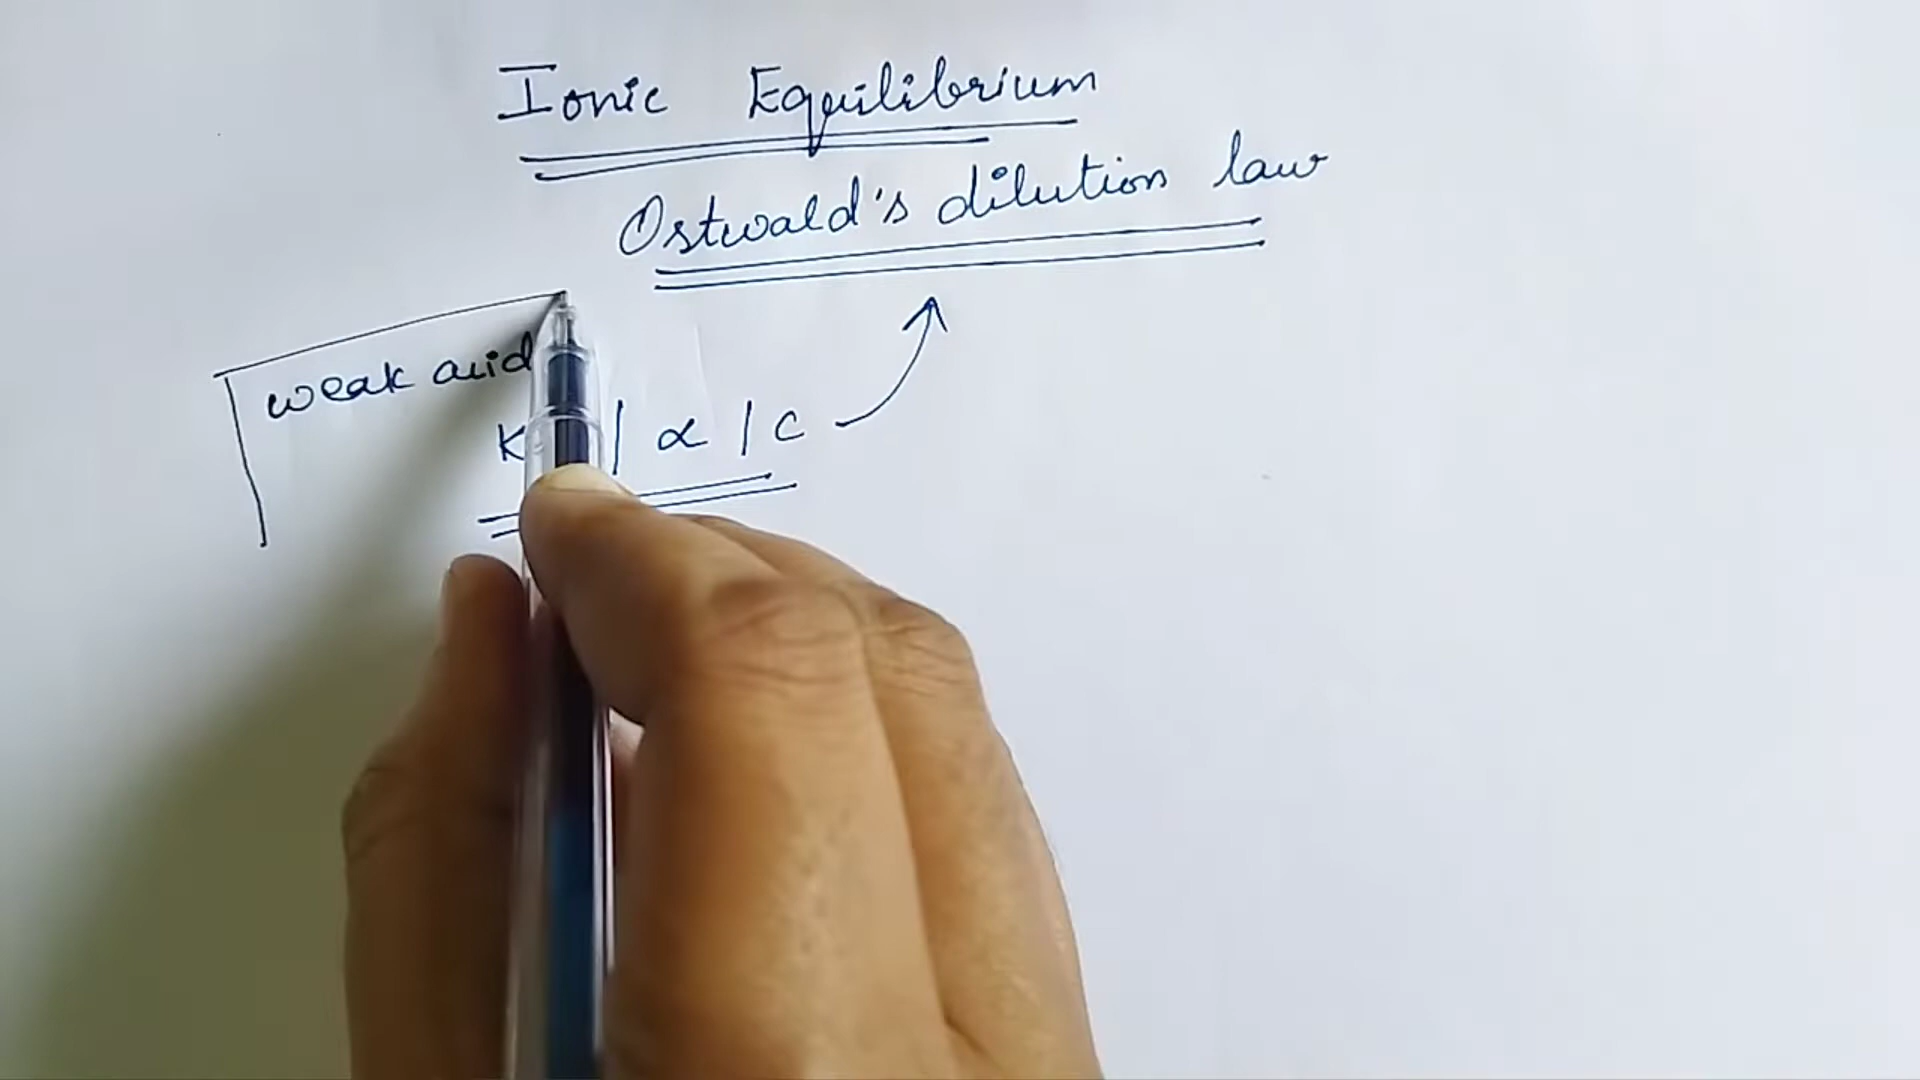 Ionic Equilibrium
Ostwald's dilution law
weak acid
K | α | C